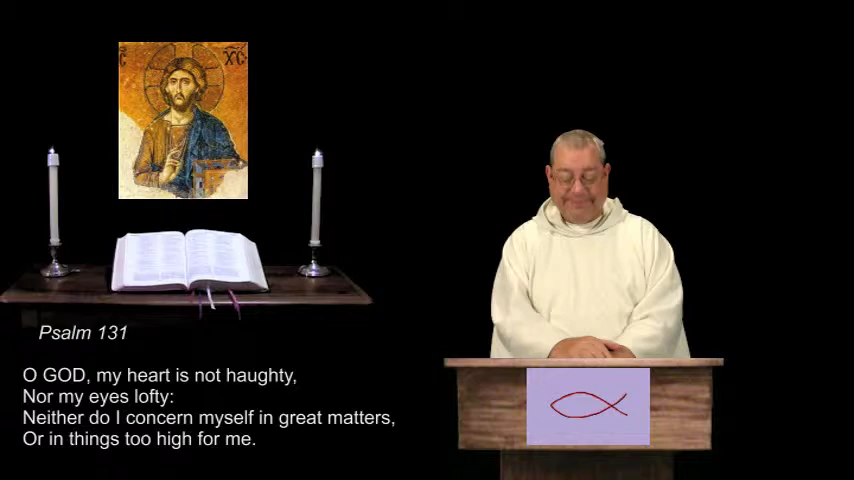 Psalm 131
O GOD, my heart is not haughty,
Nor my eyes lofty:
Neither do I concern myself in great matters,
Or in things too high for me.